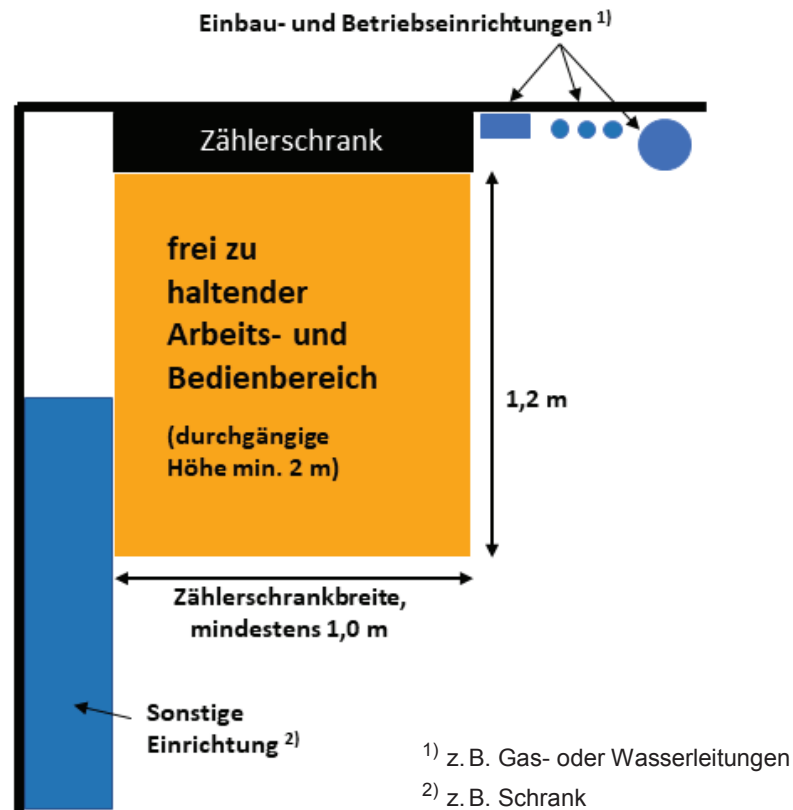 Einbau- und Betriebseinrichtungen 1)
Zählerschrank
frei zu
haltender
Arbeits- und
Bedienbereich
(durchgängige
Höhe min. 2 m)
1,2 m
Zählerschrankbreite,
mindestens 1,0 m
Sonstige
Einrichtung 2)
1) z. B. Gas- oder Wasserleitungen
2) z. B. Schrank